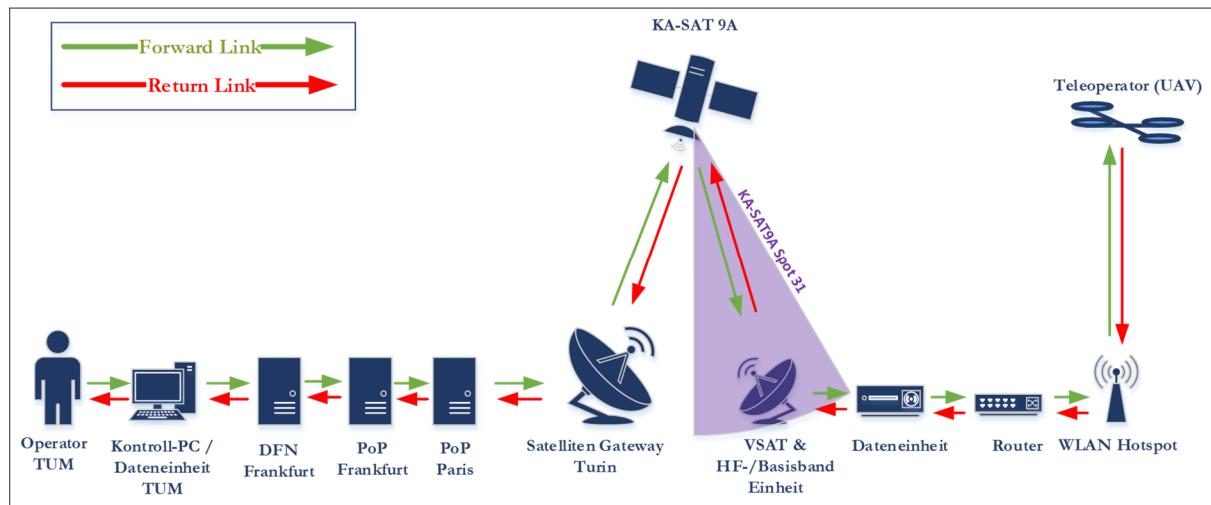 KA-SAT 9A
Forward Link
Return Link
Teleoperator (UAV)
KA-SAT9A Spot 31
Operator
TUM
Kontroll-PC /
Dateneinheit
TUM
DFN
Frankfurt
PoP
Frankfurt
PoP
Paris
Satelliten Gateway
Turin
VSAT &
HF-/Basisband
Einheit
Dateneinheit
Router
WLAN Hotspot